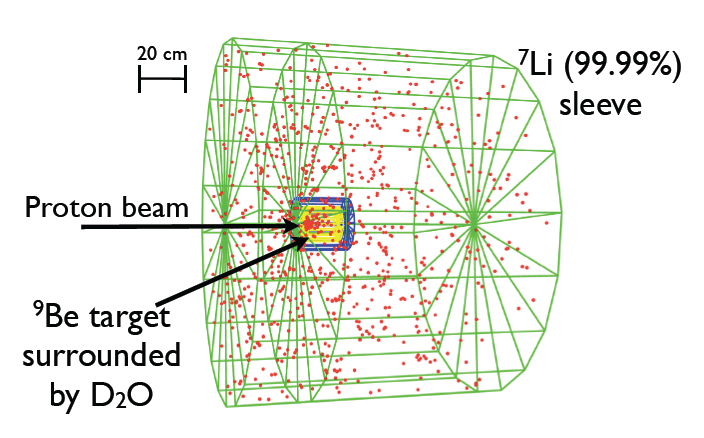 20 cm
⁷Li (99.99%)
sleeve
Proton beam
⁹Be target
surrounded
by D₂O